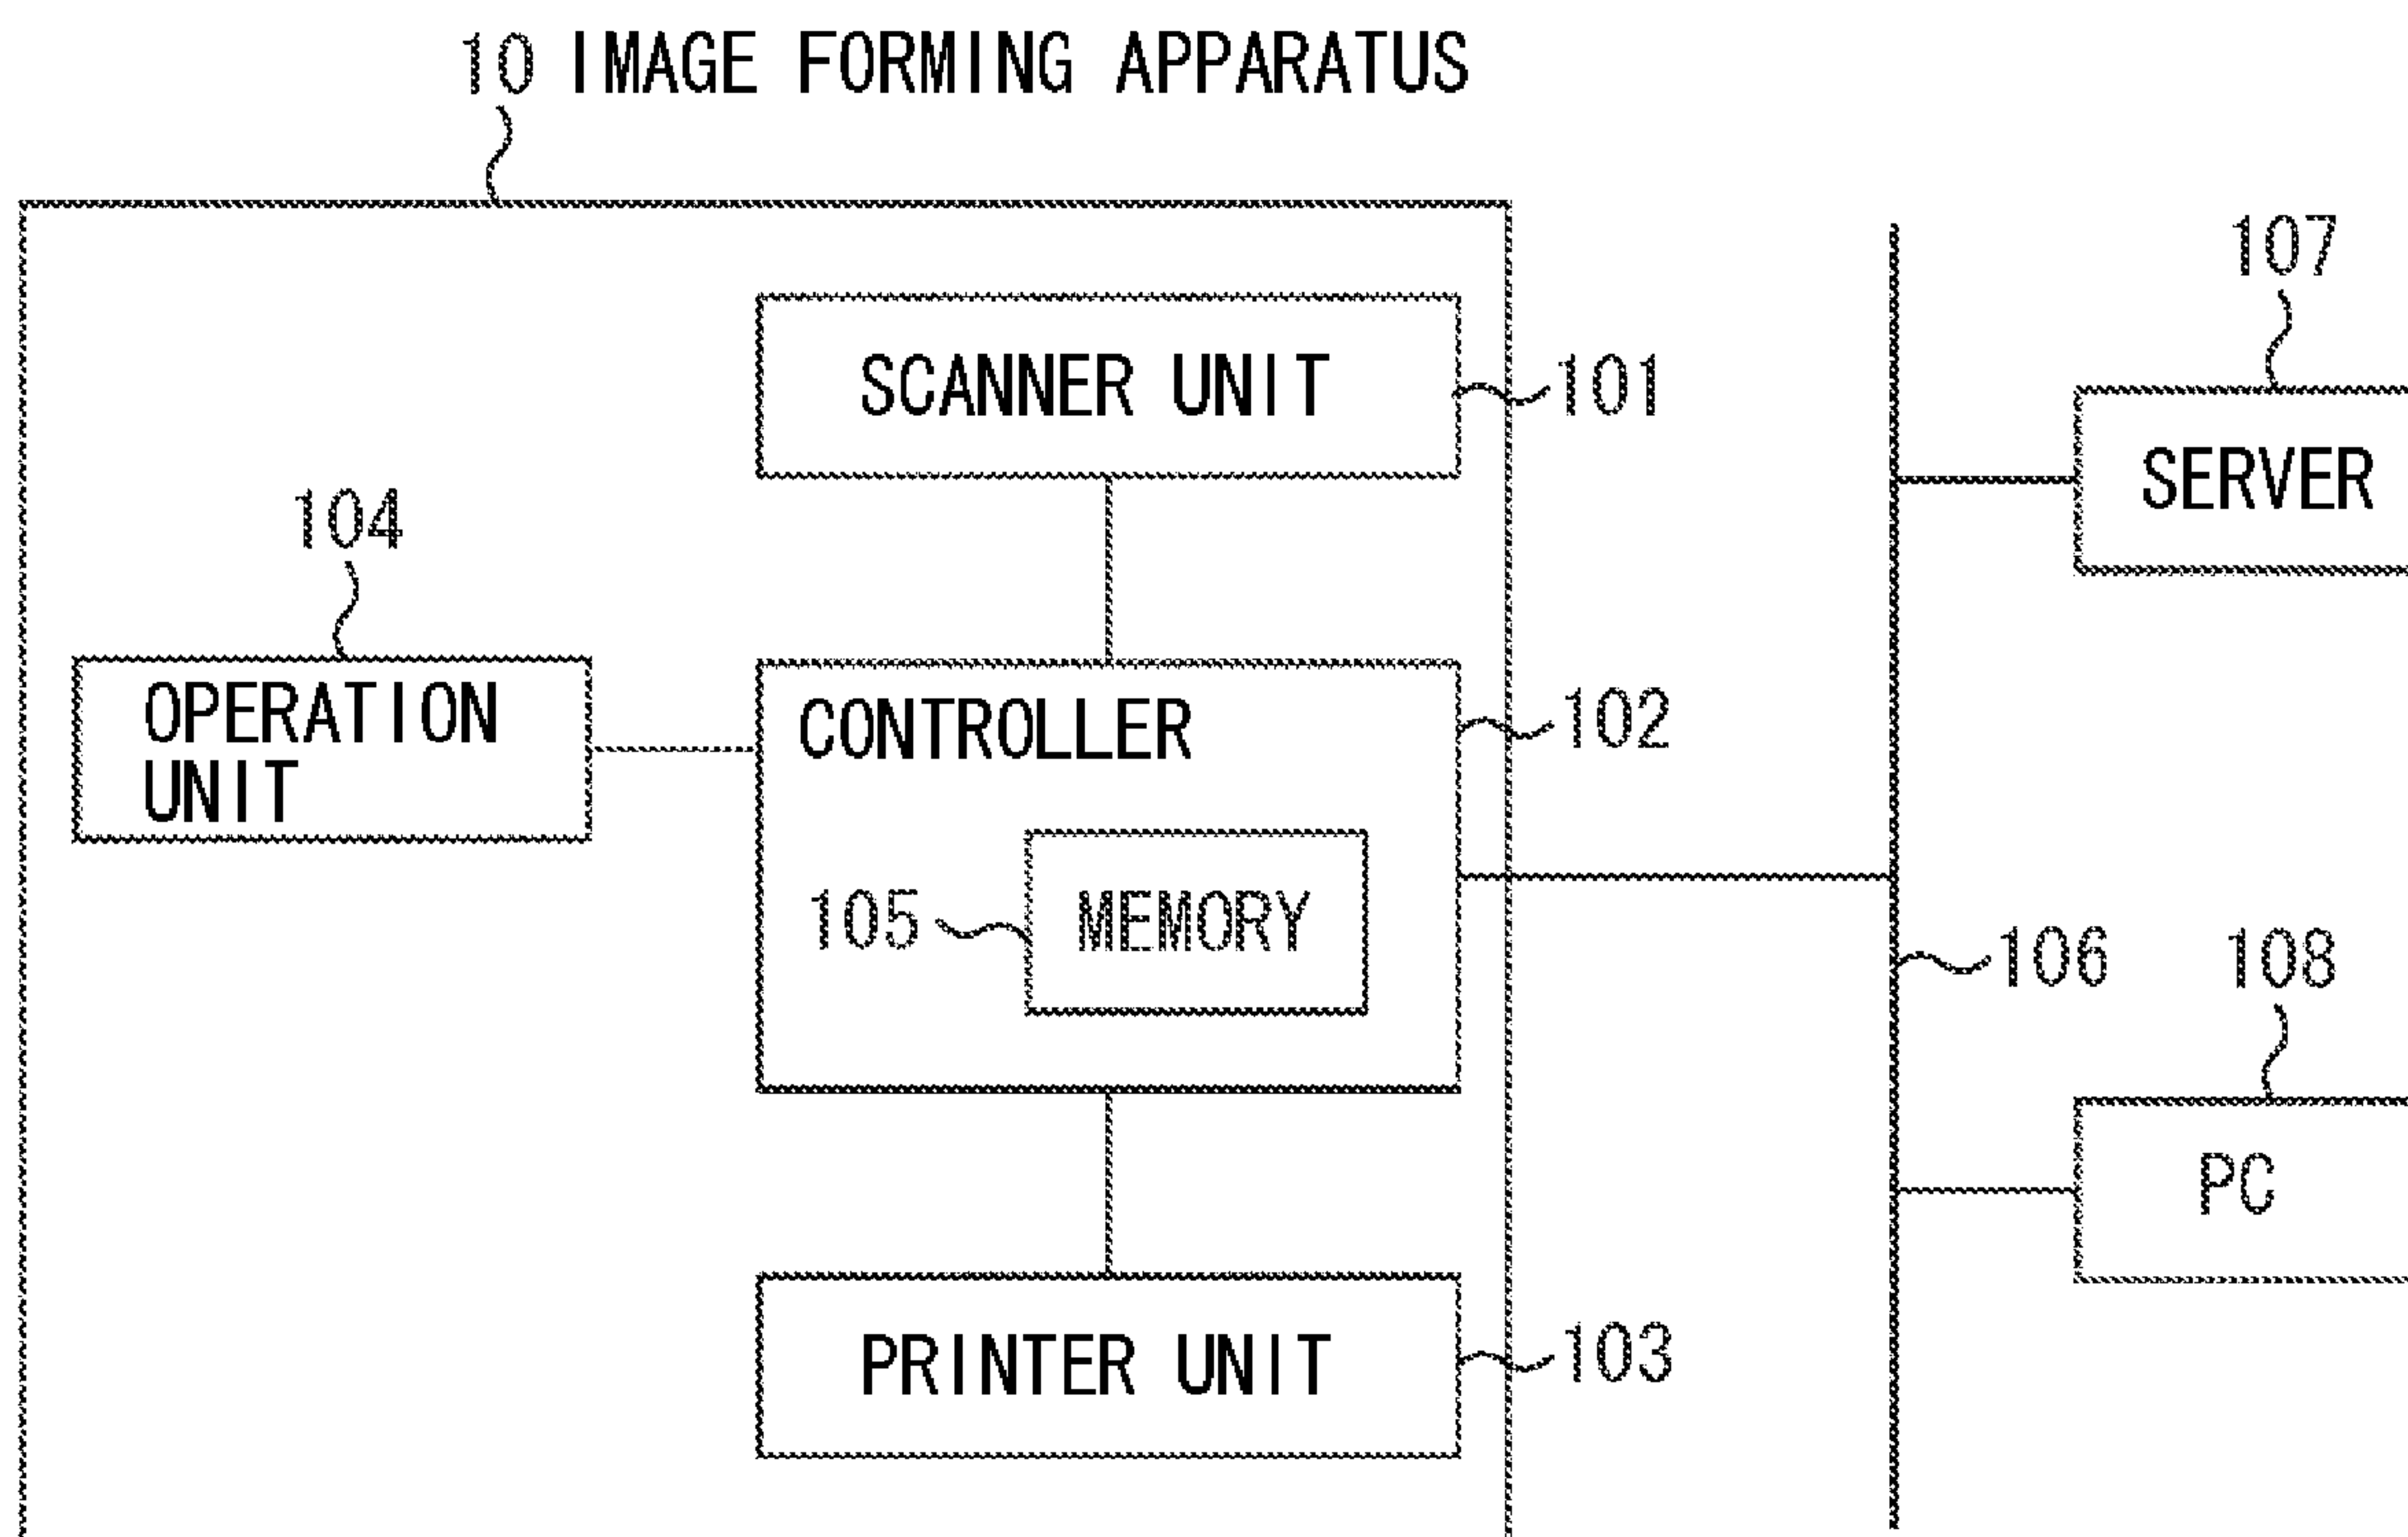 10 IMAGE FORMING APPARATUS
107
SCANNER UNIT
101
SERVER
104
OPERATION
UNIT
CONTROLLER
102
105
MEMORY
106
108
PC
PRINTER UNIT
103